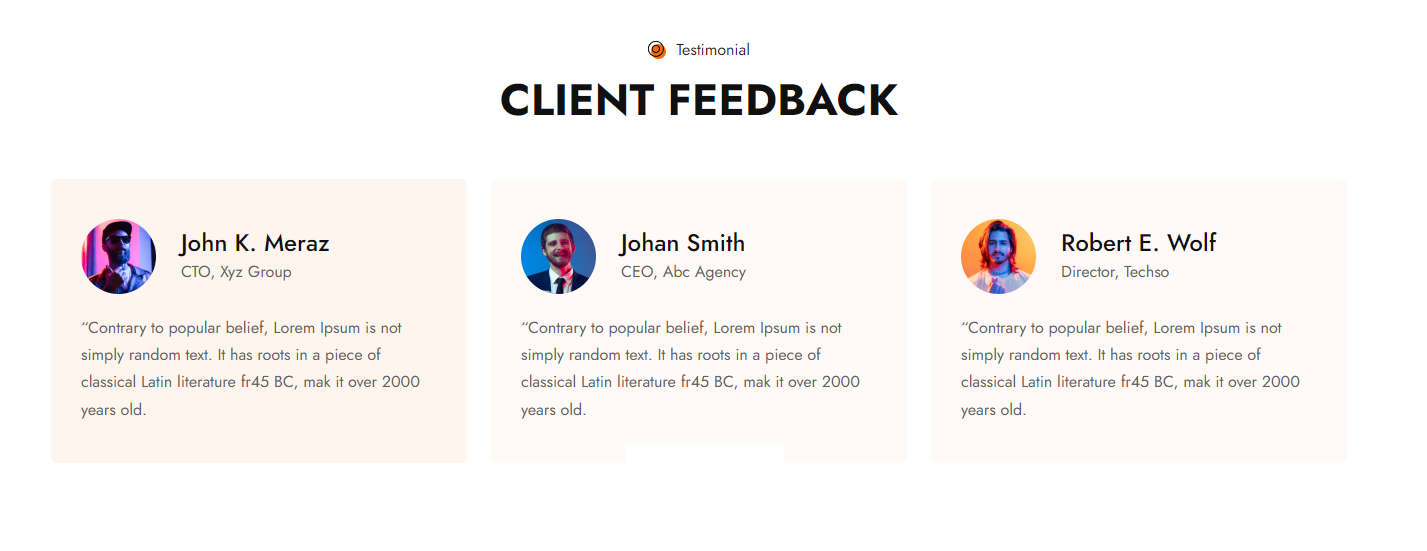 Testimonial
CLIENT FEEDBACK
John K. Meraz
CTO, Xyz Group
“Contrary to popular belief, Lorem Ipsum is not
simply random text. It has roots in a piece of
classical Latin literature fr45 BC, mak it over 2000
years old.
Johan Smith
CEO, Abc Agency
“Contrary to popular belief, Lorem Ipsum is not
simply random text. It has roots in a piece of
classical Latin literature fr45 BC, mak it over 2000
years old.
Robert E. Wolf
Director, Techso
“Contrary to popular belief, Lorem Ipsum is not
simply random text. It has roots in a piece of
classical Latin literature fr45 BC, mak it over 2000
years old.